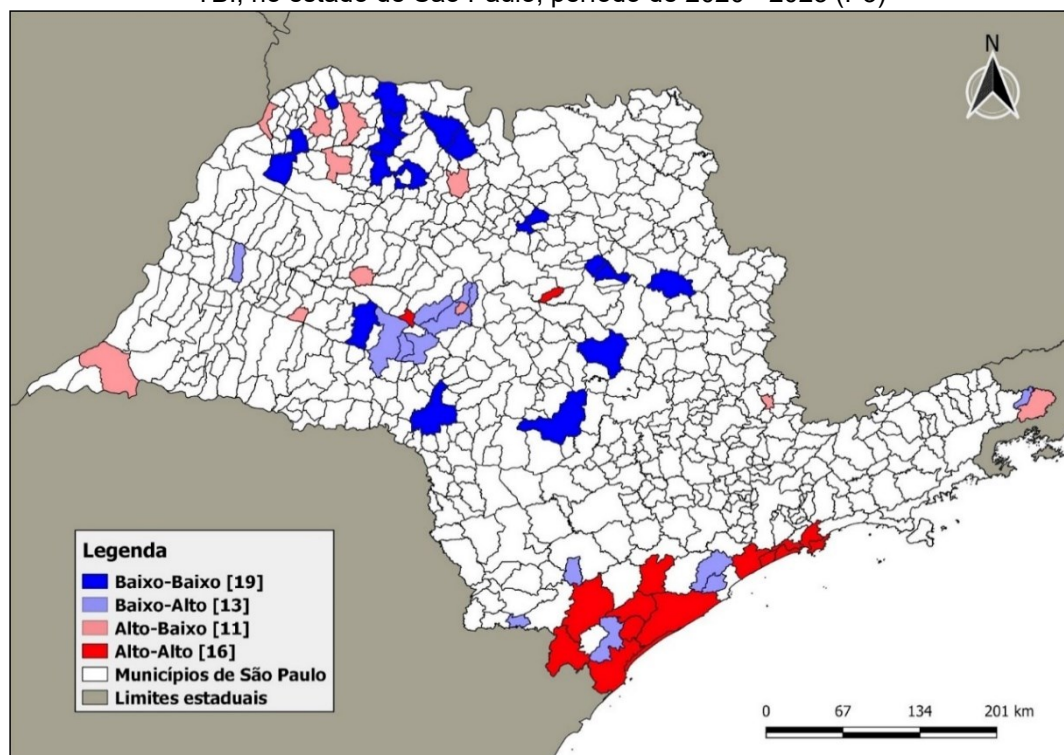 TBI, no estado de São Paulo, período de 2020 - 2023 (P3)
N
Legenda
Baixo-Baixo [19]
Baixo-Alto [13]
Alto-Baixo [11]
Alto-Alto [16]
Municípios de São Paulo
Limites estaduais
0 67 134 201 km